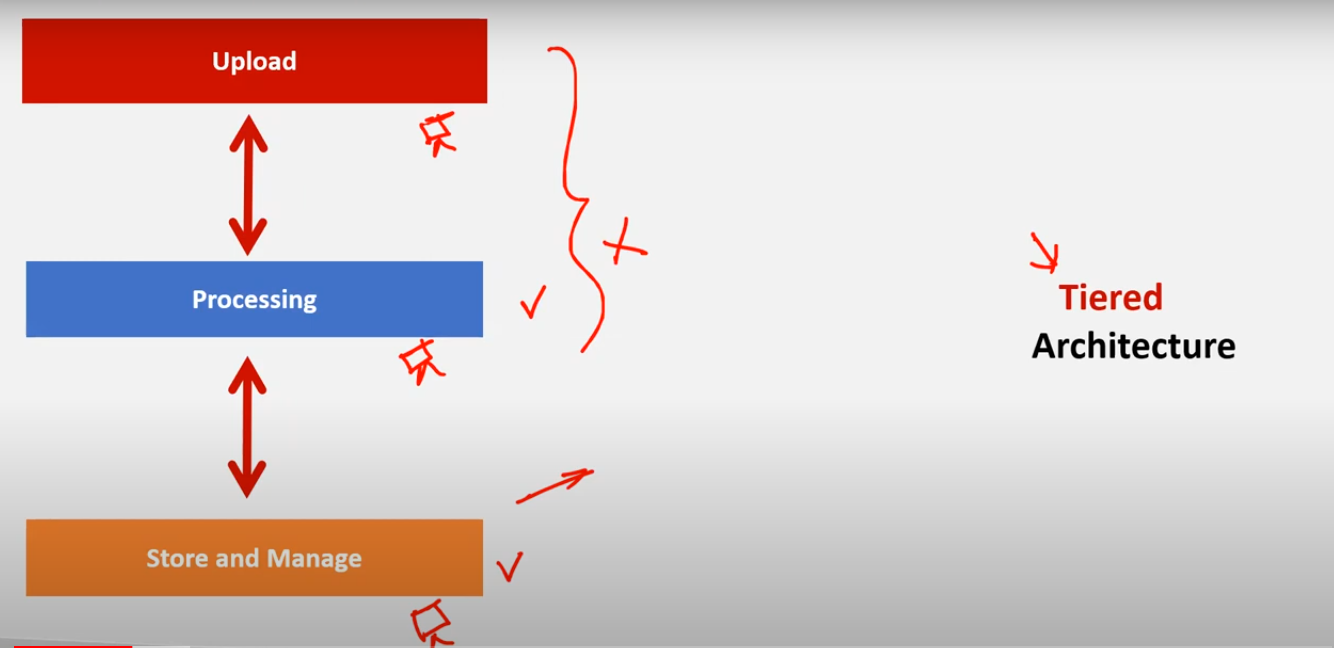 Upload
Processing
Tiered
Architecture
Store and Manage